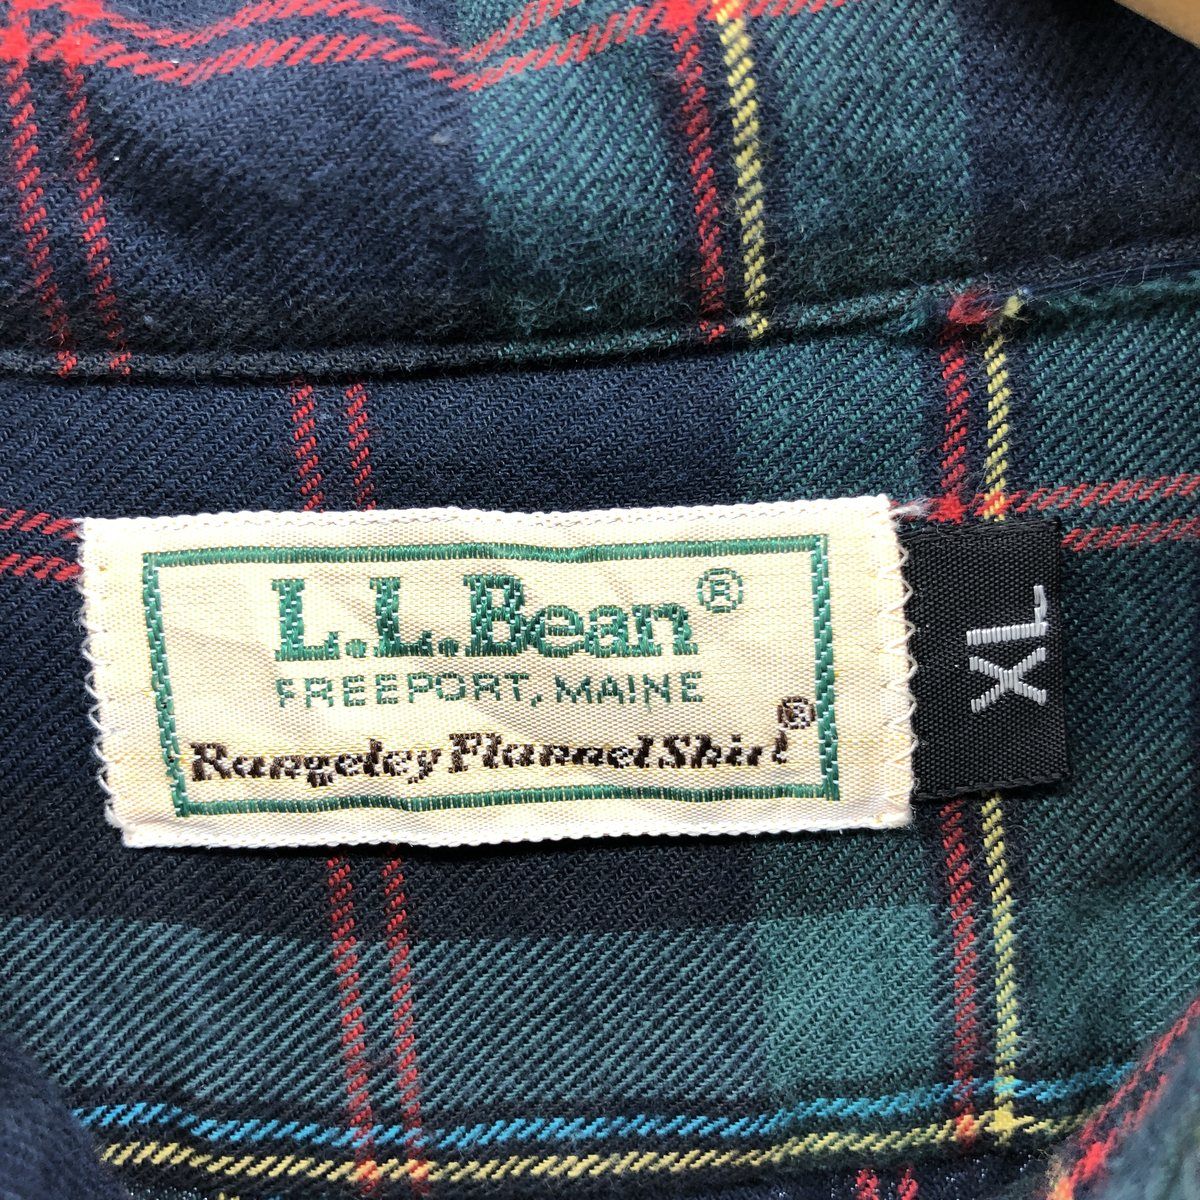 L.L.Bean®
FREEPORT, MAINE
Rangeley Flannel Shirt®
XL